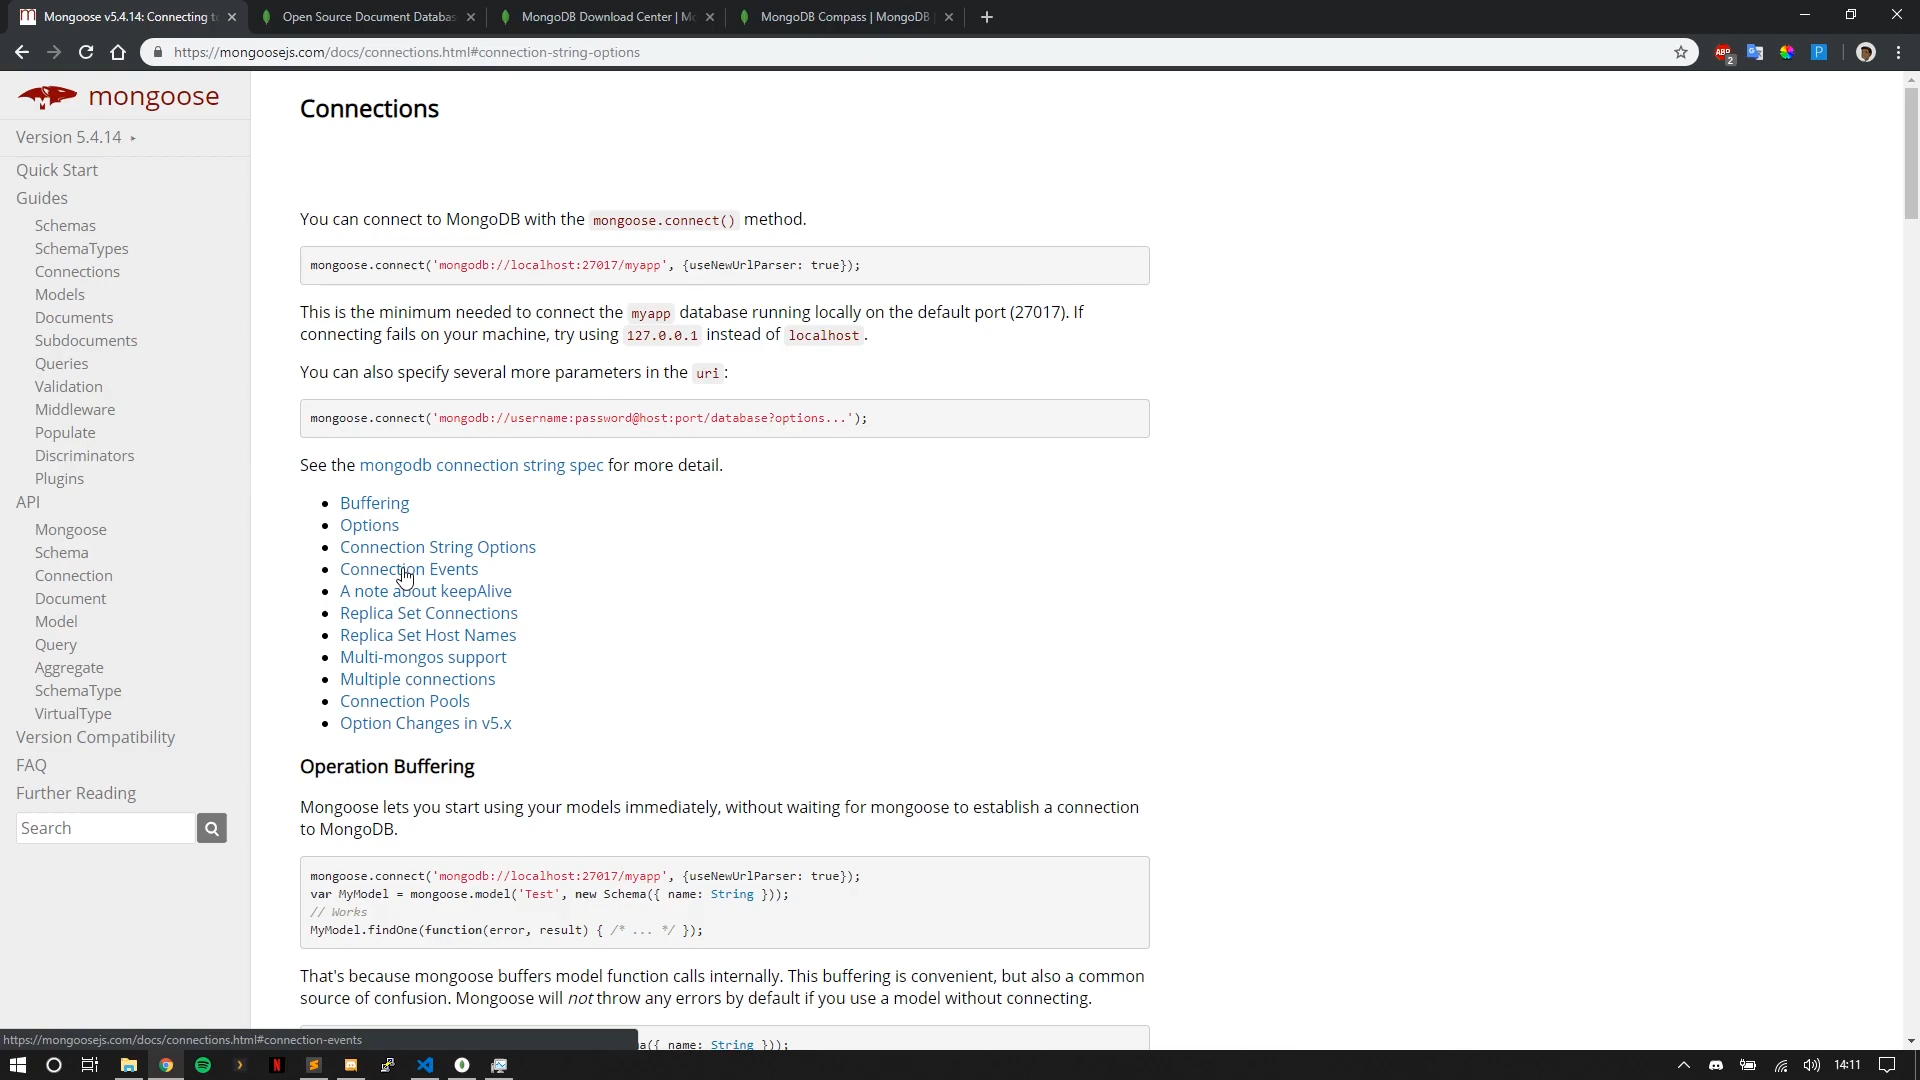 Mongoose v5.4.14: Connecting to
Open Source Document Databas
MongoDB Download Center | Mo
MongoDB Compass | MongoDB
https://mongoosejs.com/docs/connections.html#connection-string-options
ABP
2
P
mongoose
Version 5.4.14
Quick Start
Guides
Schemas
SchemaTypes
Connections
Models
Documents
Subdocuments
Queries
Validation
Middleware
Populate
Discriminators
Plugins
API
Mongoose
Schema
Connection
Document
Model
Query
Aggregate
SchemaType
VirtualType
Version Compatibility
FAQ
Further Reading
Search
Connections
You can connect to MongoDB with the mongoose.connect() method.
mongoose.connect('mongodb://localhost:27017/myapp', {useNewUrlParser: true});
This is the minimum needed to connect the myapp database running locally on the default port (27017). If
connecting fails on your machine, try using 127.0.0.1 instead of localhost.
You can also specify several more parameters in the uri:
mongoose.connect('mongodb://username:password@host:port/database?options...');
See the mongodb connection string spec for more detail.
Buffering
Options
Connection String Options
Connection Events
A note about keepAlive
Replica Set Connections
Replica Set Host Names
Multi-mongos support
Multiple connections
Connection Pools
Option Changes in v5.x
Operation Buffering
Mongoose lets you start using your models immediately, without waiting for mongoose to establish a connection
to MongoDB.
mongoose.connect('mongodb://localhost:27017/myapp', {useNewUrlParser: true});
var MyModel = mongoose.model('Test', new Schema({ name: String }));
// Works
MyModel.findOne(function(error, result) { /* ... */ });
That's because mongoose buffers model function calls internally. This buffering is convenient, but also a common
source of confusion. Mongoose will not throw any errors by default if you use a model without connecting.
a({ name: String }));
https://mongoosejs.com/docs/connections.html#connection-events
14:11